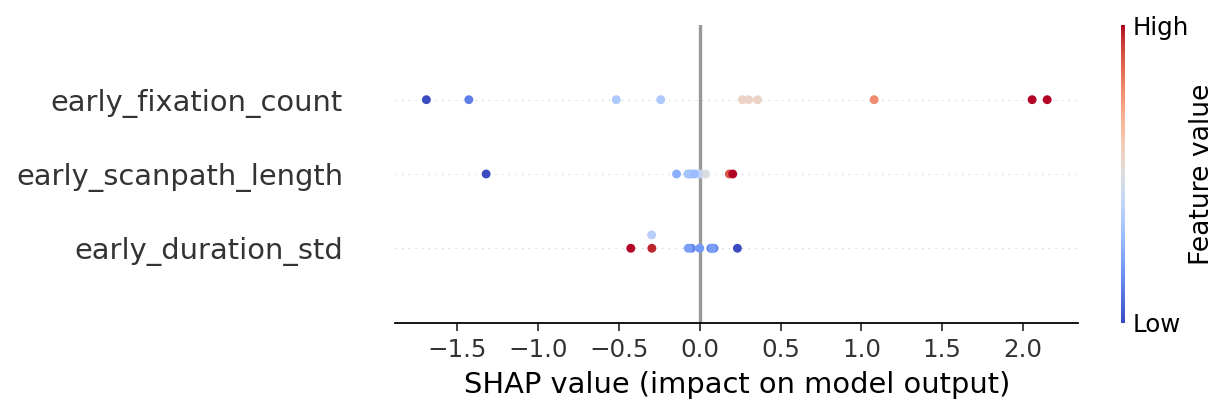 High
early_fixation_count
early_scanpath_length
early_duration_std
Feature value
Low
−1.5 −1.0 −0.5 0.0 0.5 1.0 1.5 2.0
SHAP value (impact on model output)